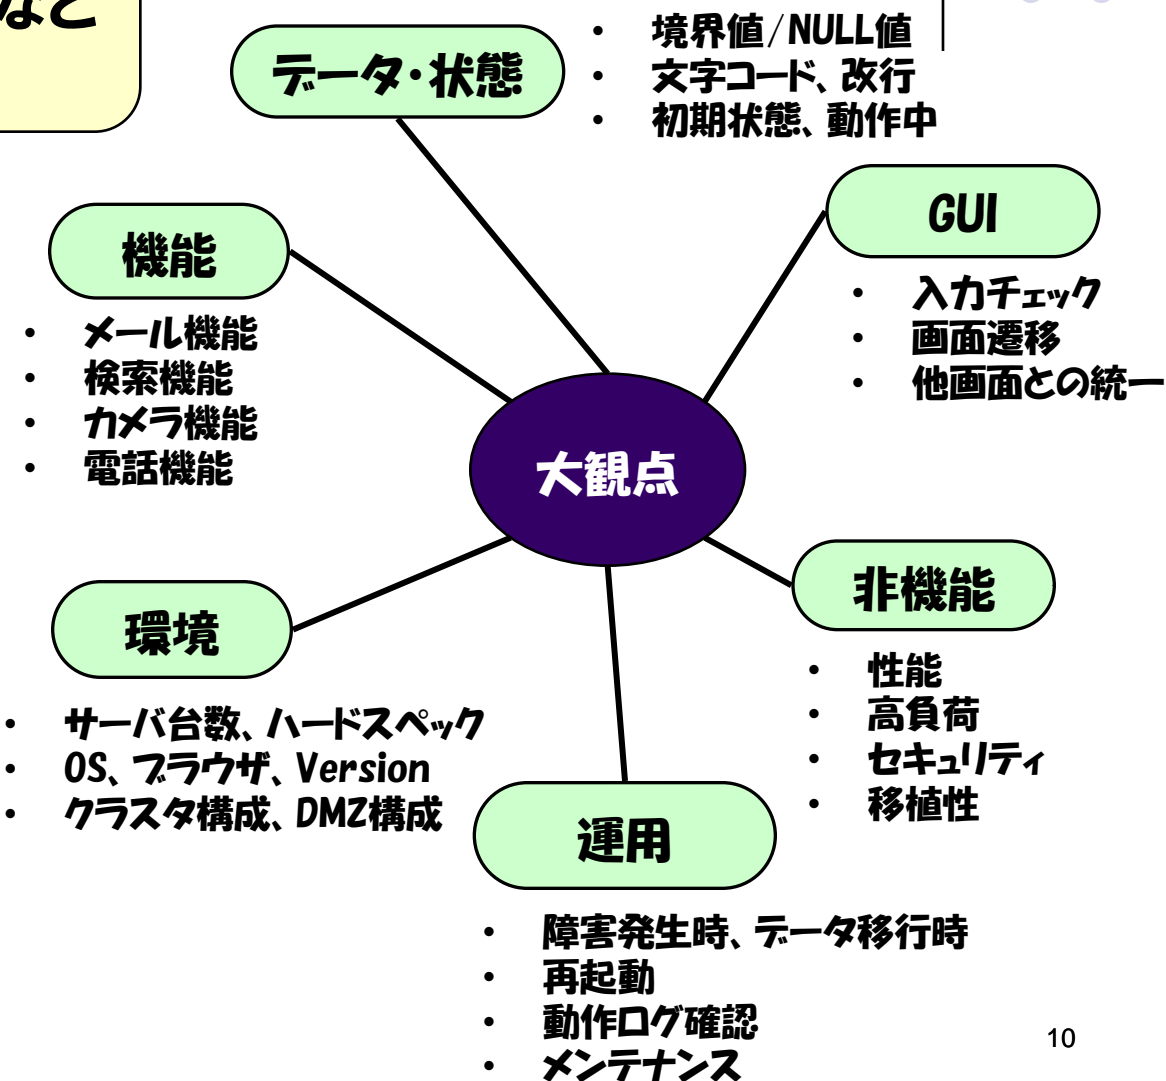 など
データ・状態
・ 境界値/NULL値
・ 文字コード、改行
・ 初期状態、動作中
GUI
・ 入力チェック
・ 画面遷移
・ 他画面との統一
機能
・ メール機能
・ 検索機能
・ カメラ機能
・ 電話機能
大観点
非機能
・ 性能
・ 高負荷
・ セキュリティ
・ 移植性
環境
・ サーバ台数、ハードスペック
・ OS、ブラウザ、Version
・ クラスタ構成、DMZ構成
運用
・ 障害発生時、データ移行時
・ 再起動
・ 動作ログ確認
・ メンテナンス
10